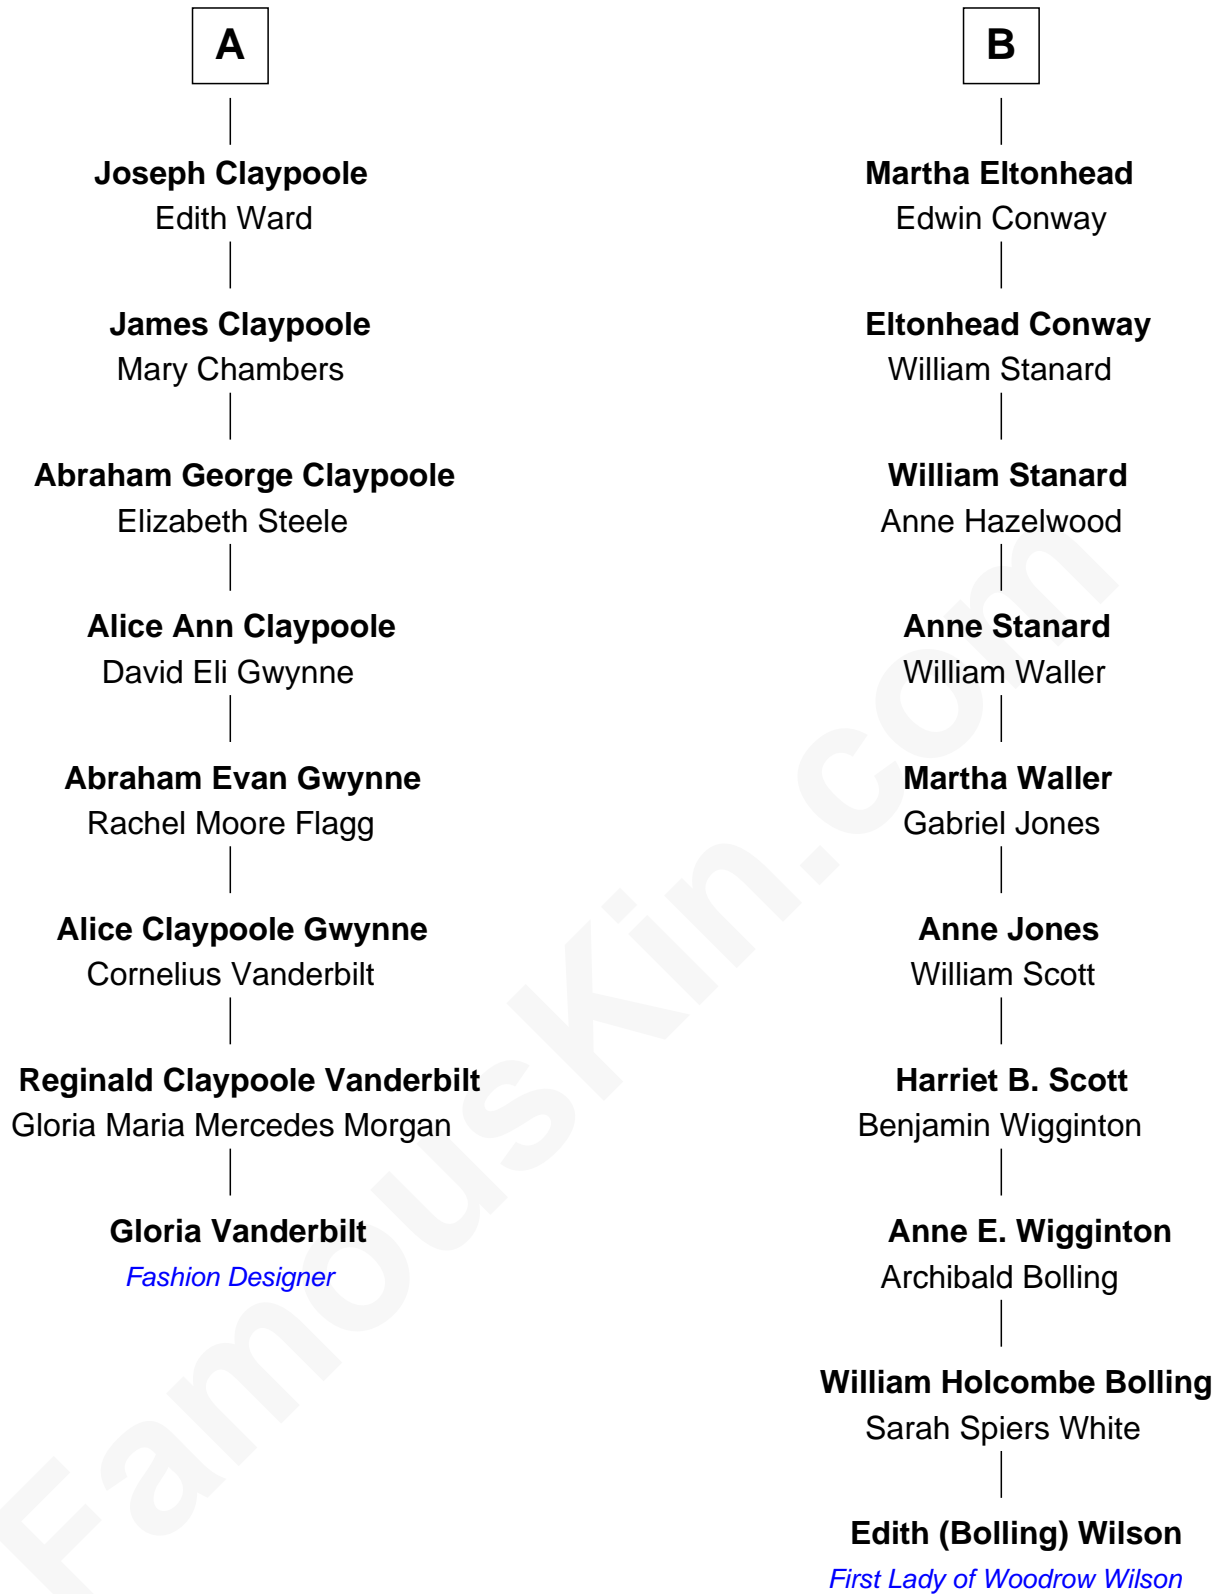 A
Joseph Claypoole
Edith Ward
James Claypoole
Mary Chambers
Abraham George Claypoole
Elizabeth Steele
Alice Ann Claypoole
David Eli Gwynne
Abraham Evan Gwynne
Rachel Moore Flagg
Alice Claypoole Gwynne
Cornelius Vanderbilt
Reginald Claypoole Vanderbilt
Gloria Maria Mercedes Morgan
Gloria Vanderbilt
Fashion Designer
B
Martha Eltonhead
Edwin Conway
Eltonhead Conway
William Stanard
William Stanard
Anne Hazelwood
Anne Stanard
William Waller
Martha Waller
Gabriel Jones
Anne Jones
William Scott
Harriet B. Scott
Benjamin Wigginton
Anne E. Wigginton
Archibald Bolling
William Holcombe Bolling
Sarah Spiers White
Edith (Bolling) Wilson
First Lady of Woodrow Wilson
FamousKin.com